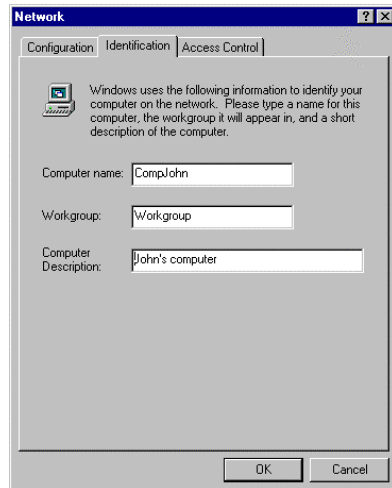 Network
Configuration Identification Access Control
Windows uses the following information to identify your
computer on the network. Please type a name for this
computer, the workgroup it will appear in, and a short
description of the computer.
Computer name: CompJohn
Workgroup: Workgroup
Computer
Description: John's computer
OK Cancel